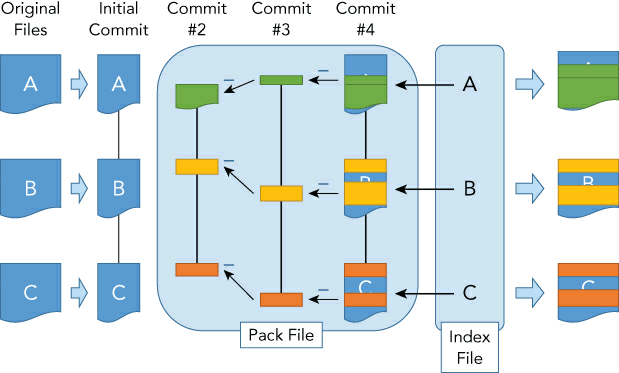 Original
Files
Initial
Commit
Commit
#2
Commit
#3
Commit
#4
A
A
A
B
B
B
B
C
C
C
C
C
Pack File
Index
File